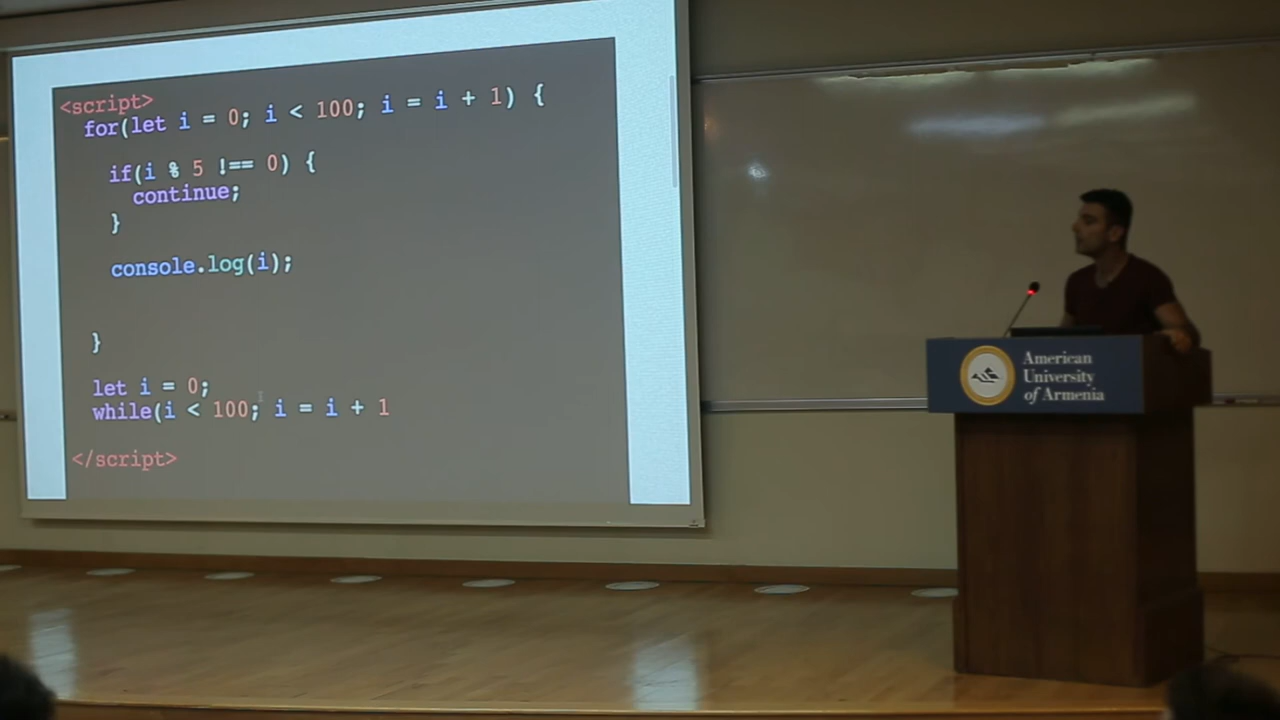 <script>
for(let i = 0; i < 100; i = i + 1) {
if(i % 5 !== 0) {
continue;
}
console.log(i);
}
let i = 0;
while(i < 100; i = i + 1
</script>
American
University
of Armenia